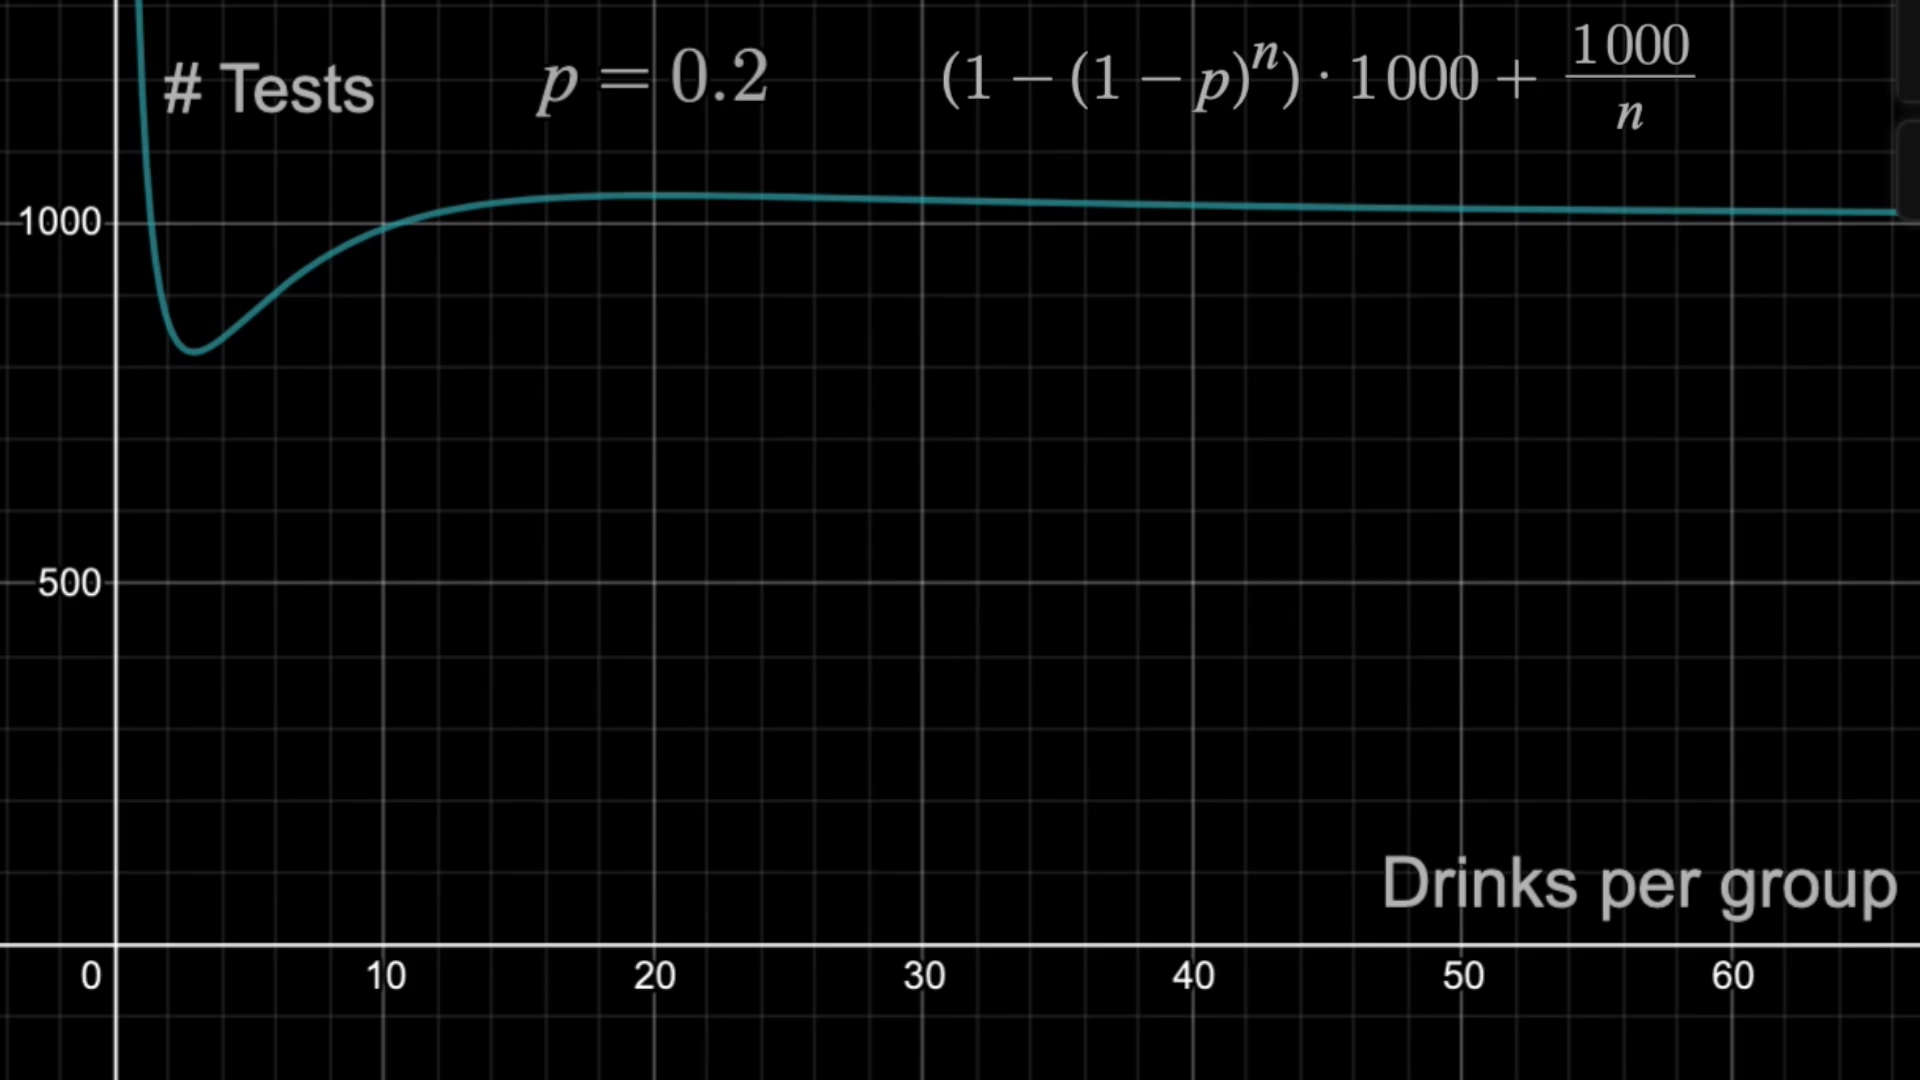 # Tests p = 0.2 (1 − (1 − p)ⁿ) · 1000 + 1000/n
1000
500
Drinks per group
0 10 20 30 40 50 60